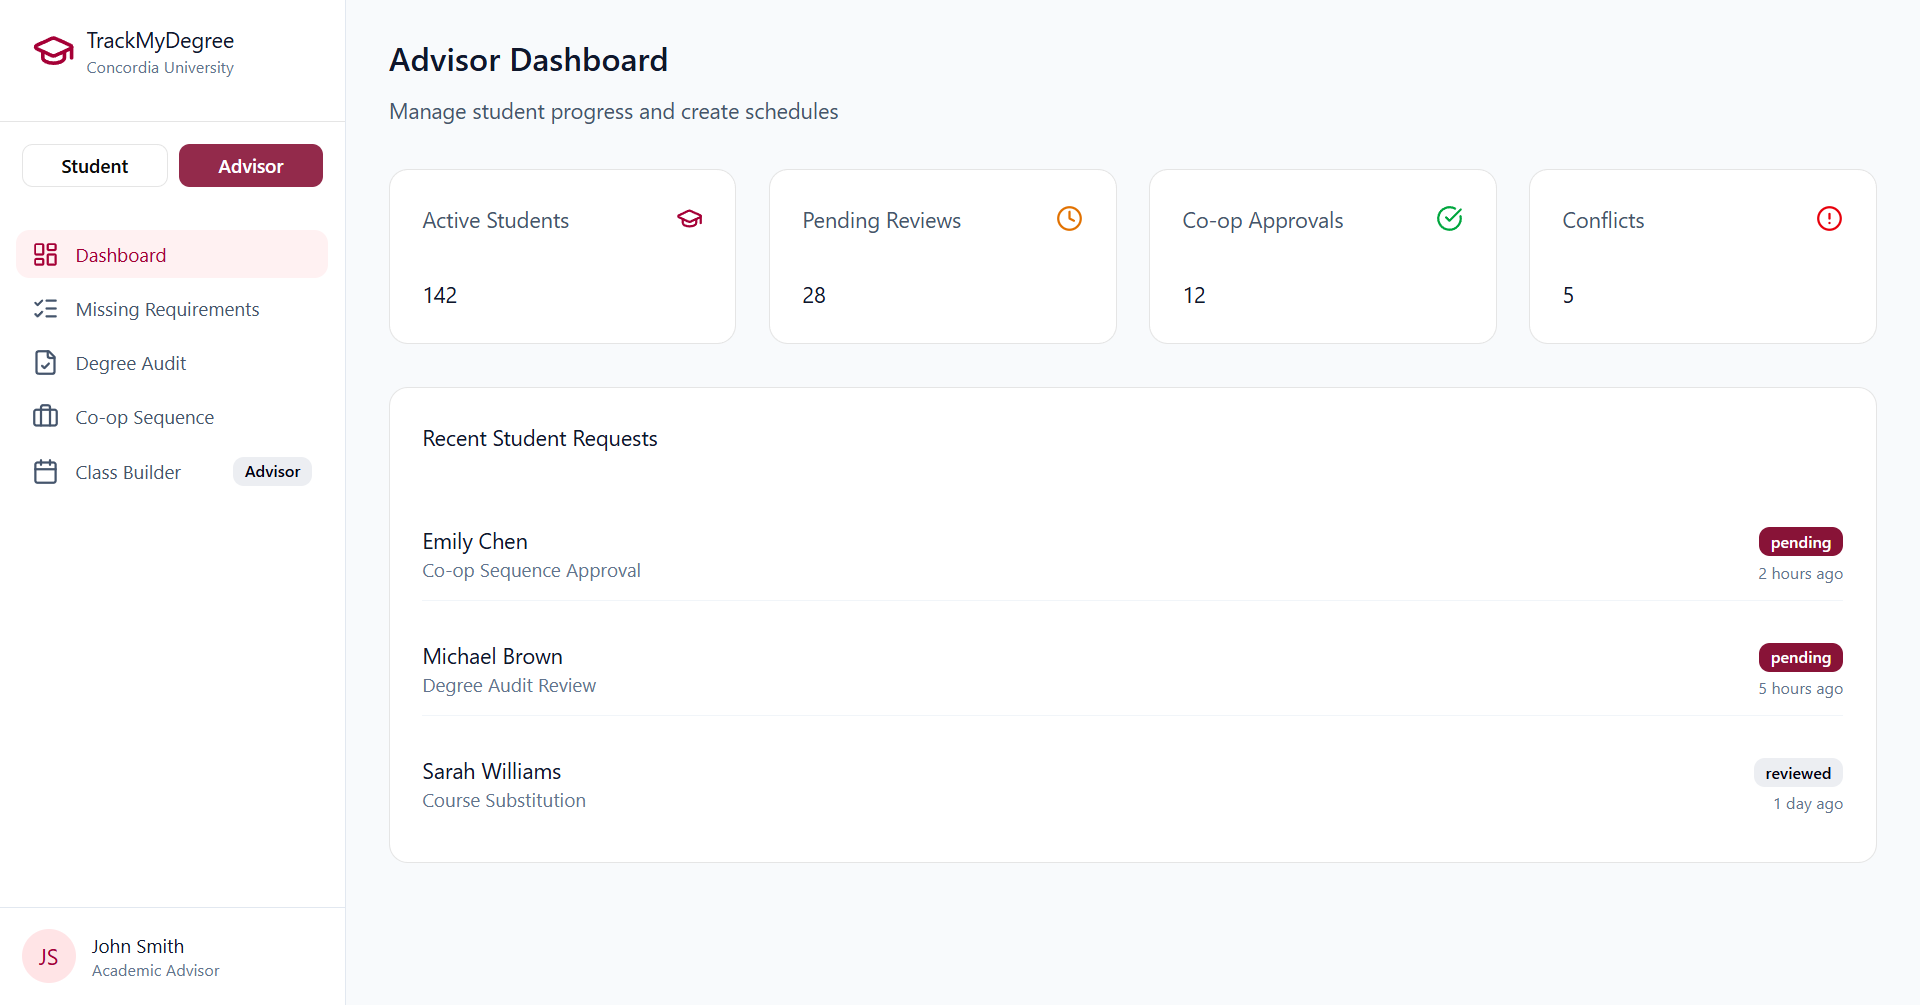 TrackMyDegree
Concordia University
Student
Advisor
Dashboard
Missing Requirements
Degree Audit
Co-op Sequence
Class Builder
Advisor
JS
John Smith
Academic Advisor
Advisor Dashboard
Manage student progress and create schedules
Active Students
142
Pending Reviews
28
Co-op Approvals
12
Conflicts
5
Recent Student Requests
Emily Chen
Co-op Sequence Approval
pending
2 hours ago
Michael Brown
Degree Audit Review
pending
5 hours ago
Sarah Williams
Course Substitution
reviewed
1 day ago